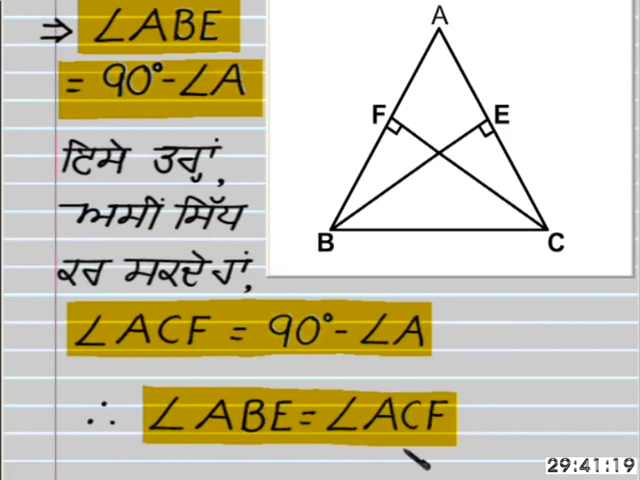 ⇒ ∠ABE
= 90°-∠A
ਇਸੇ ਤਰ੍ਹਾਂ,
ਅਸੀਂ ਸਿੱਧ
ਕਰ ਸਕਦੇ ਹਾਂ,
∠ACF = 90°-∠A
∴ ∠ABE = ∠ACF
A
F
E
B
C
29:41:19